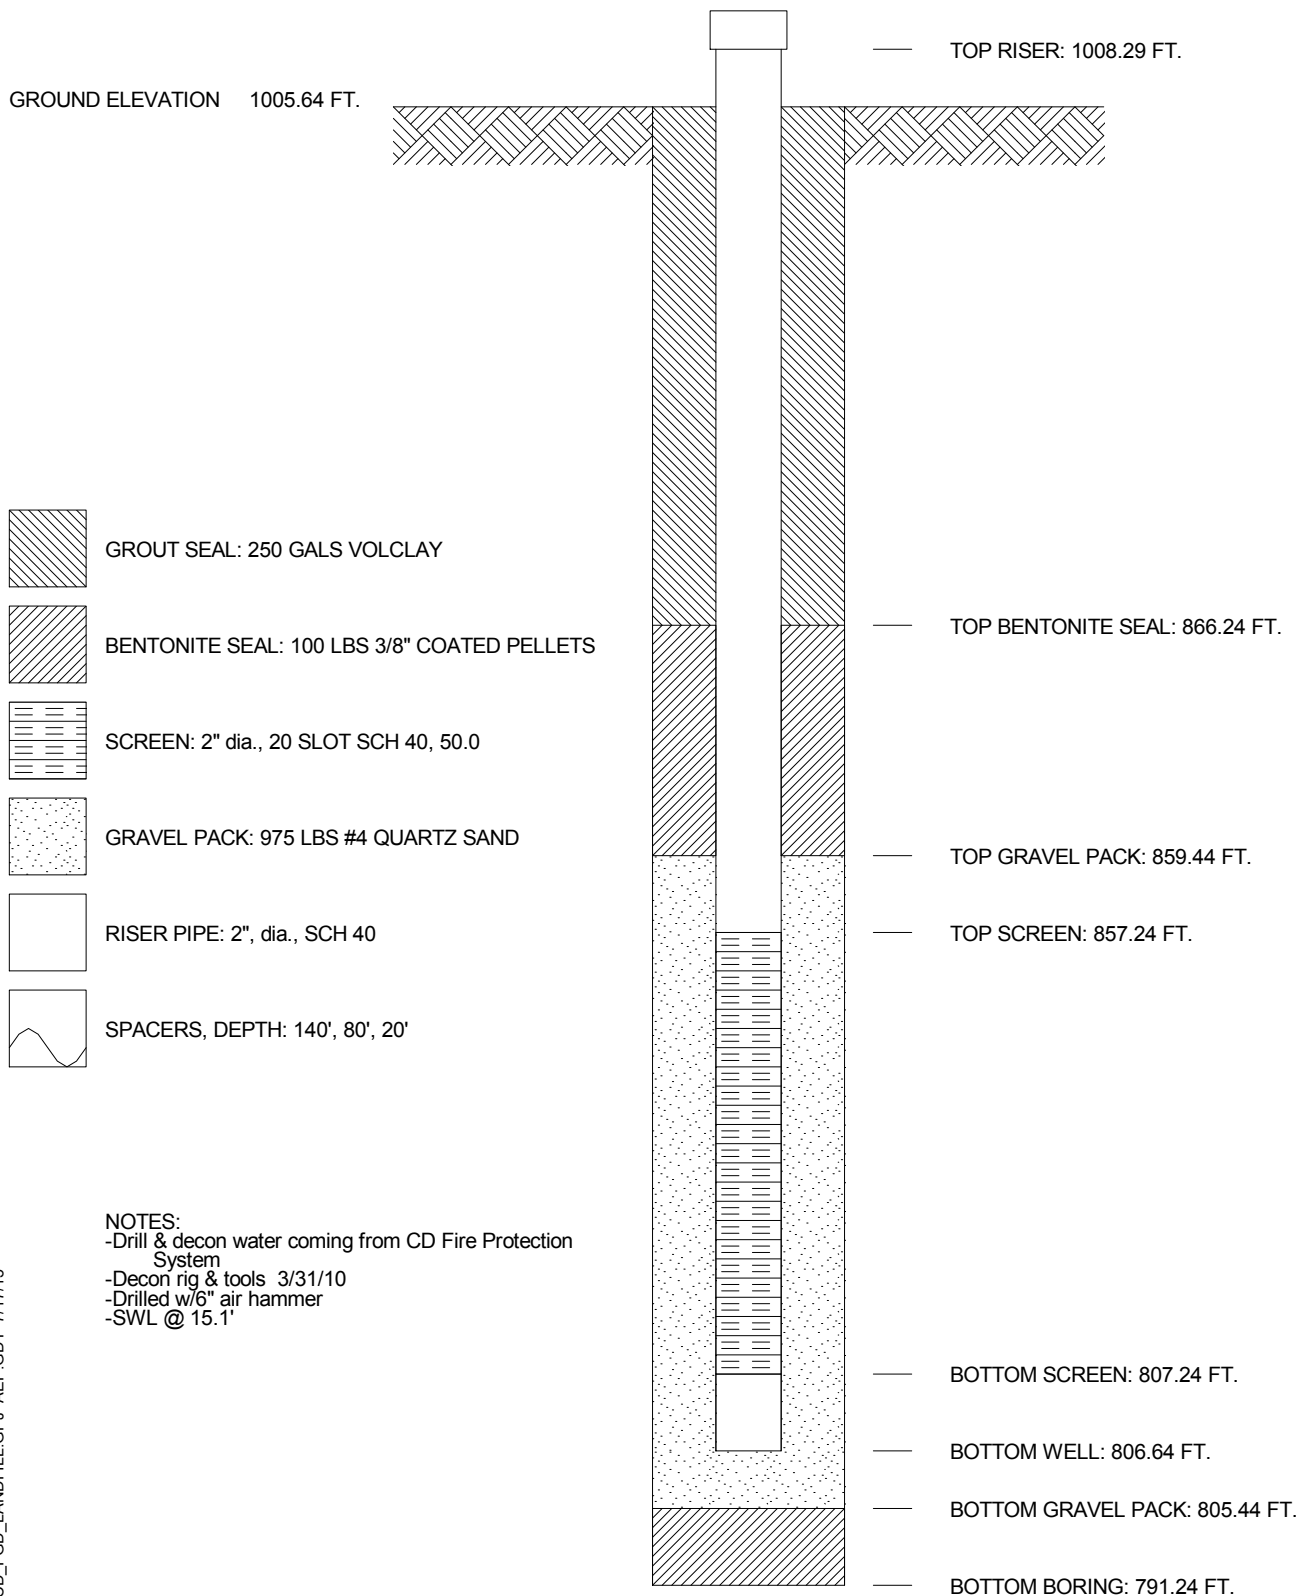 TOP RISER: 1008.29 FT.
GROUND ELEVATION 1005.64 FT.
GROUT SEAL: 250 GALS VOLCLAY
BENTONITE SEAL: 100 LBS 3/8" COATED PELLETS
TOP BENTONITE SEAL: 866.24 FT.
SCREEN: 2" dia., 20 SLOT SCH 40, 50.0
GRAVEL PACK: 975 LBS #4 QUARTZ SAND
TOP GRAVEL PACK: 859.44 FT.
RISER PIPE: 2", dia., SCH 40
TOP SCREEN: 857.24 FT.
SPACERS, DEPTH: 140', 80', 20'
NOTES:
-Drill & decon water coming from CD Fire Protection
System
-Decon rig & tools 3/31/10
-Drilled w/6" air hammer
-SWL @ 15.1'
BOTTOM SCREEN: 807.24 FT.
BOTTOM WELL: 806.64 FT.
BOTTOM GRAVEL PACK: 805.44 FT.
BOTTOM BORING: 791.24 FT.